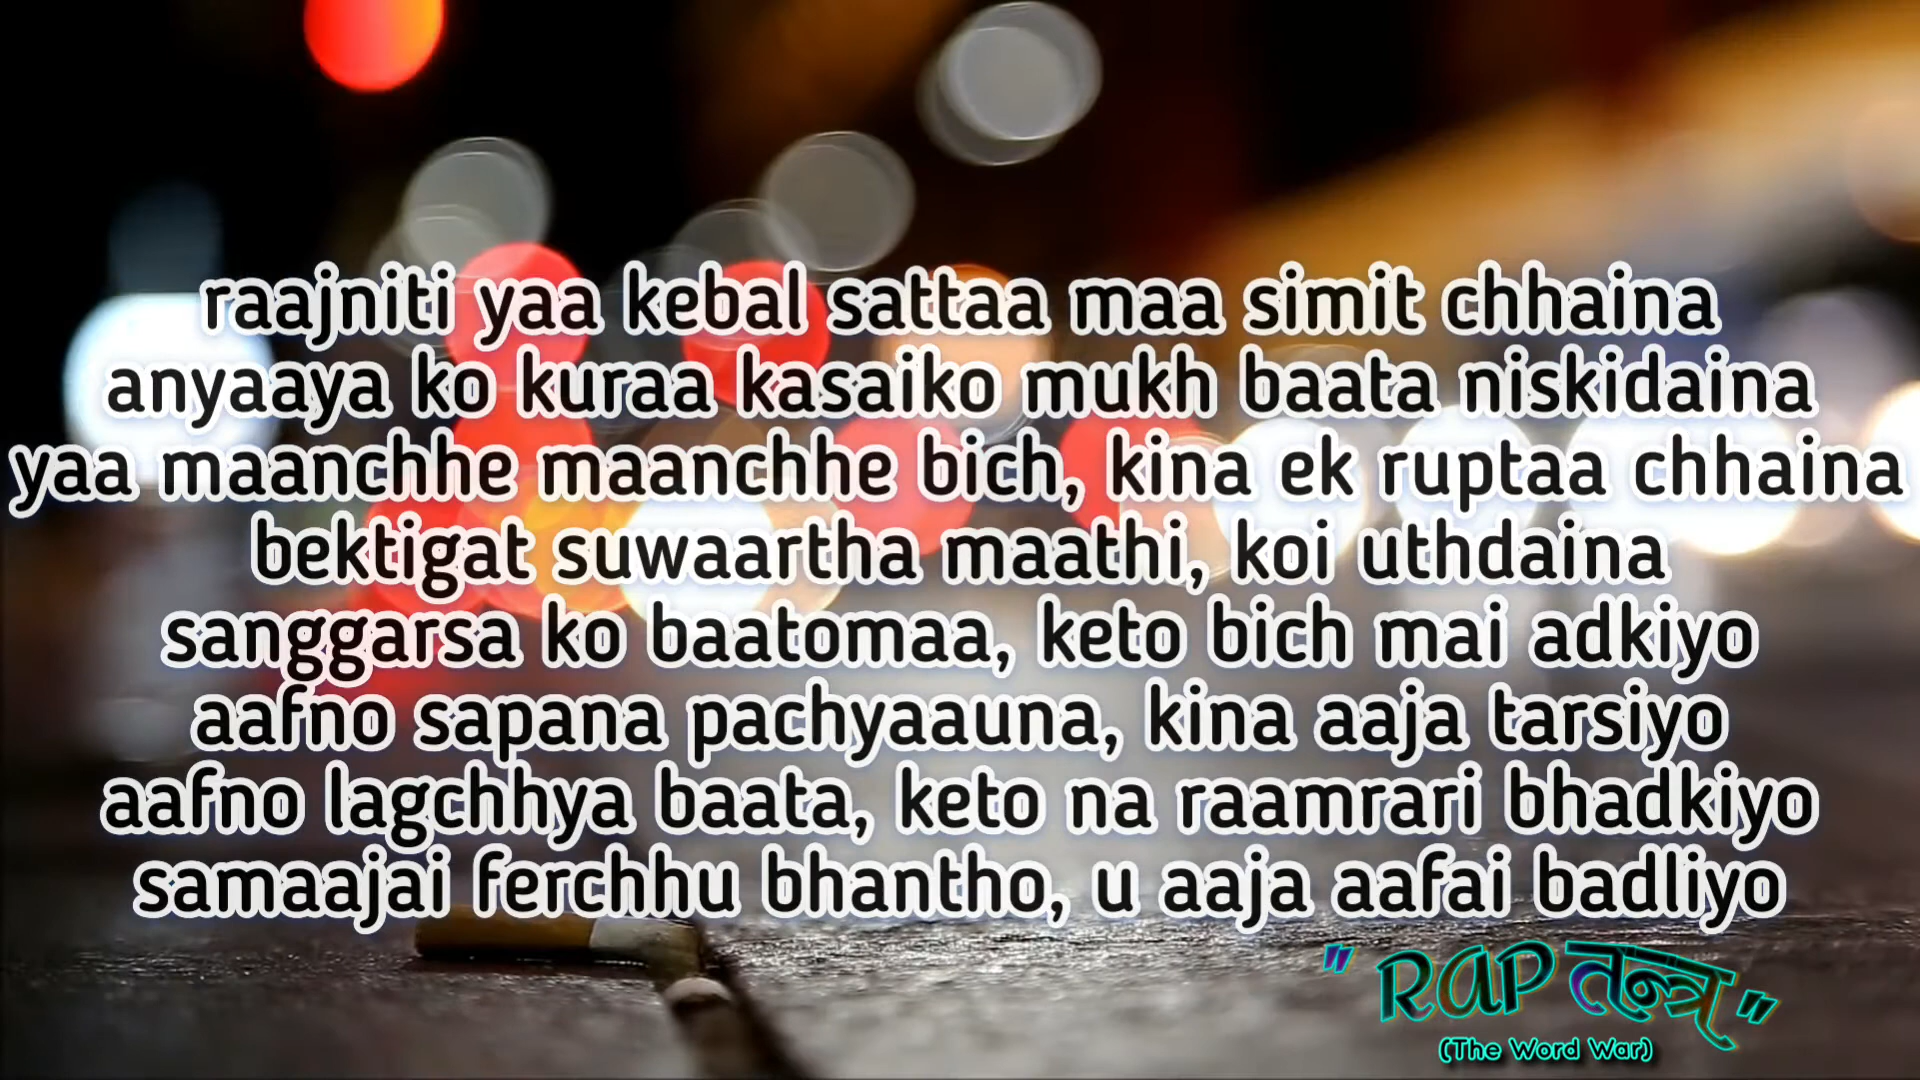 raajniti yaa kebal sattaa maa simit chhaina
anyaaya ko kuraa kasaiko mukh baata niskidaina
yaa maanchhe maanchhe bich, kina ek ruptaa chhaina
bektigat suwaartha maathi, koi uthdaina
sanggarsa ko baatomaa, keto bich mai adkiyo
aafno sapana pachyaauna, kina aaja tarsiyo
aafno lagchhya baata, keto na raamrari bhadkiyo
samaajai ferchhu bhantho, u aaja aafai badliyo
"RAP तन्त्र"
(The Word War)